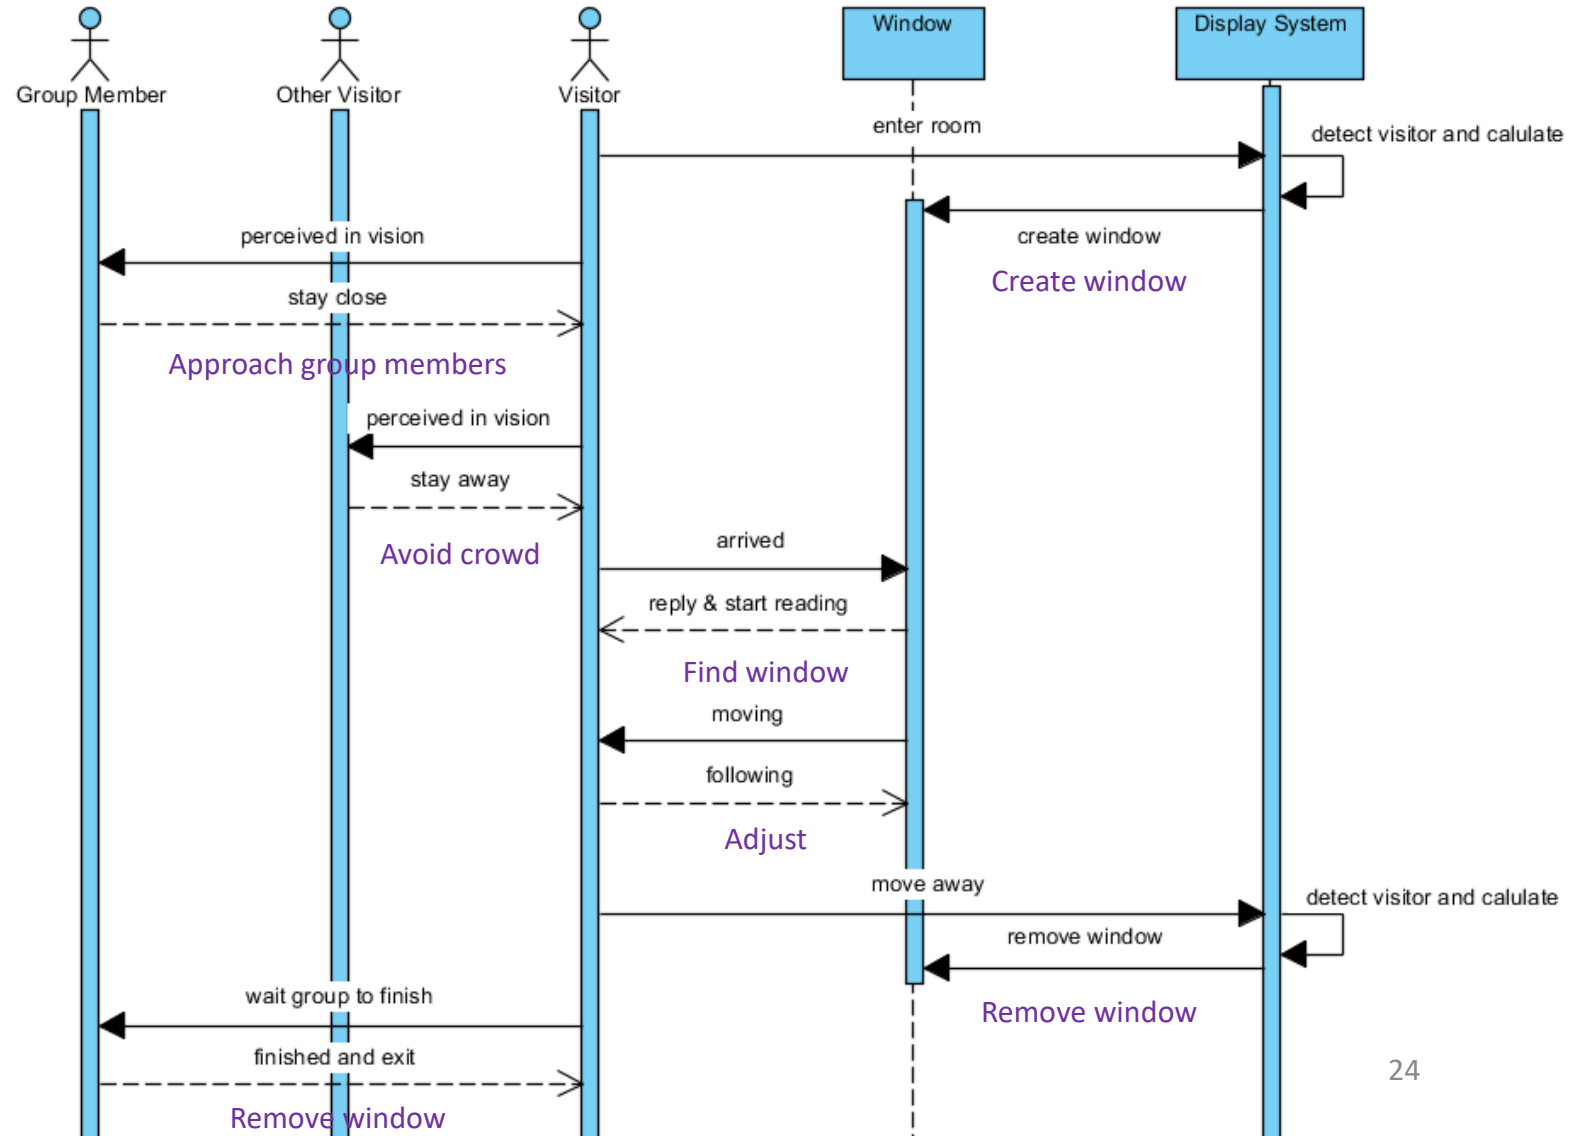 Group Member
Other Visitor
Visitor
Window
Display System
enter room
detect visitor and calulate
perceived in vision
create window
Create window
stay close
Approach group members
perceived in vision
stay away
Avoid crowd
arrived
reply & start reading
Find window
moving
following
Adjust
move away
detect visitor and calulate
remove window
wait group to finish
Remove window
finished and exit
24
Remove window